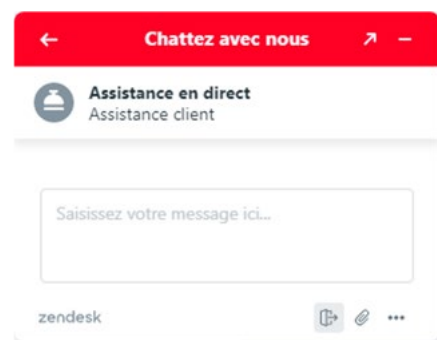 Chattez avec nous
Assistance en direct
Assistance client
Saisissez votre message ici...
zendesk